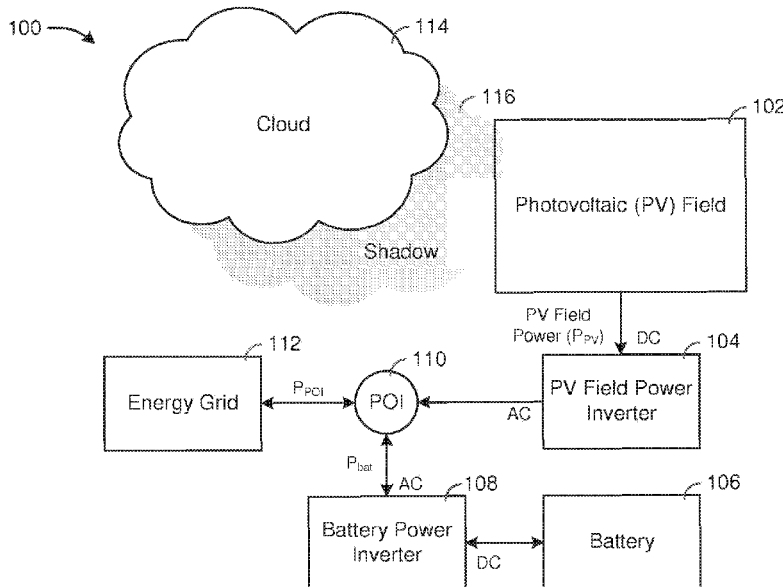 100
114
116
102
Cloud
Photovoltaic (PV) Field
Shadow
PV Field
Power (PPV)
DC
112
110
104
Energy Grid
PPOI
POI
AC
PV Field Power
Inverter
Pbat
AC
108
106
Battery Power
Inverter
DC
Battery